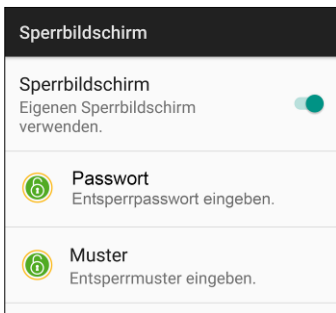 Sperrbildschirm
Sperrbildschirm
Eigenen Sperrbildschirm
verwenden.
Passwort
Entsperrpasswort eingeben.
Muster
Entsperrmuster eingeben.